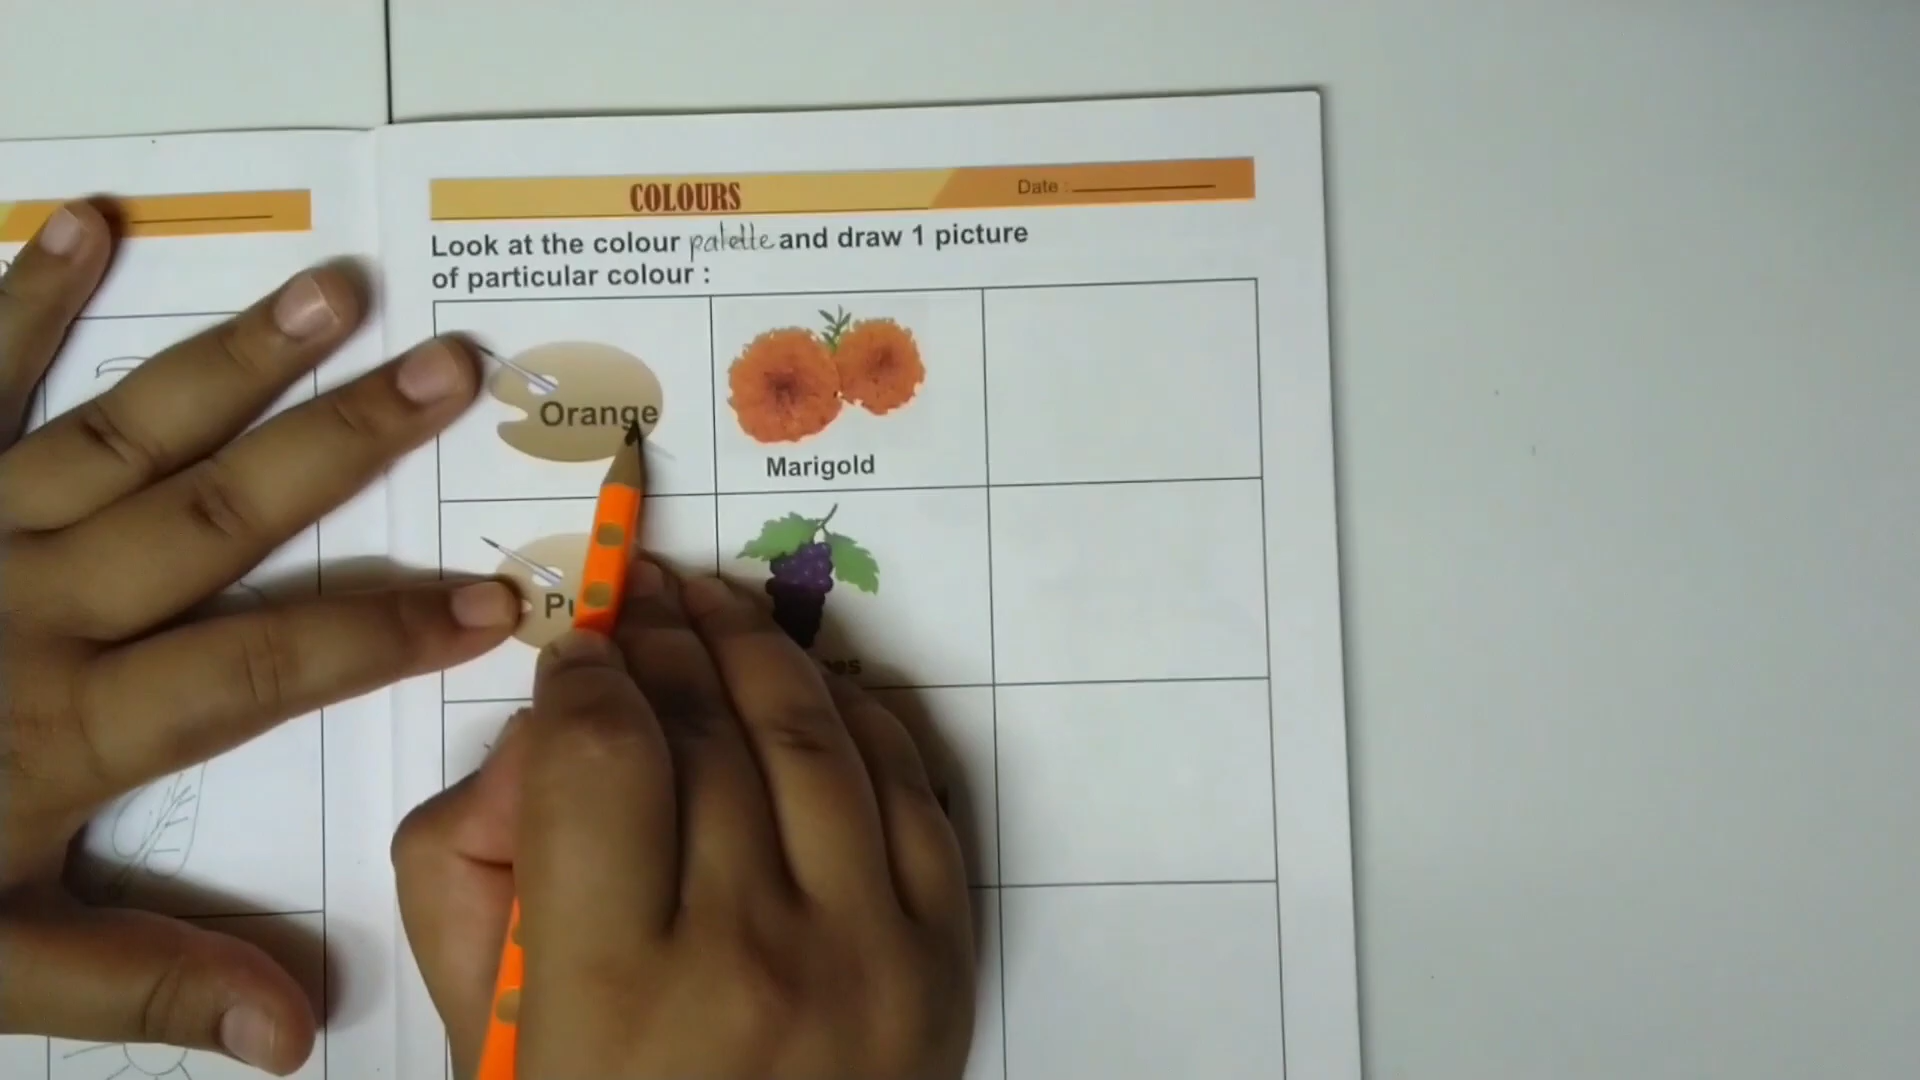 COLOURS
Date :
Look at the colour palette and draw 1 picture
of particular colour :
Orange
Marigold